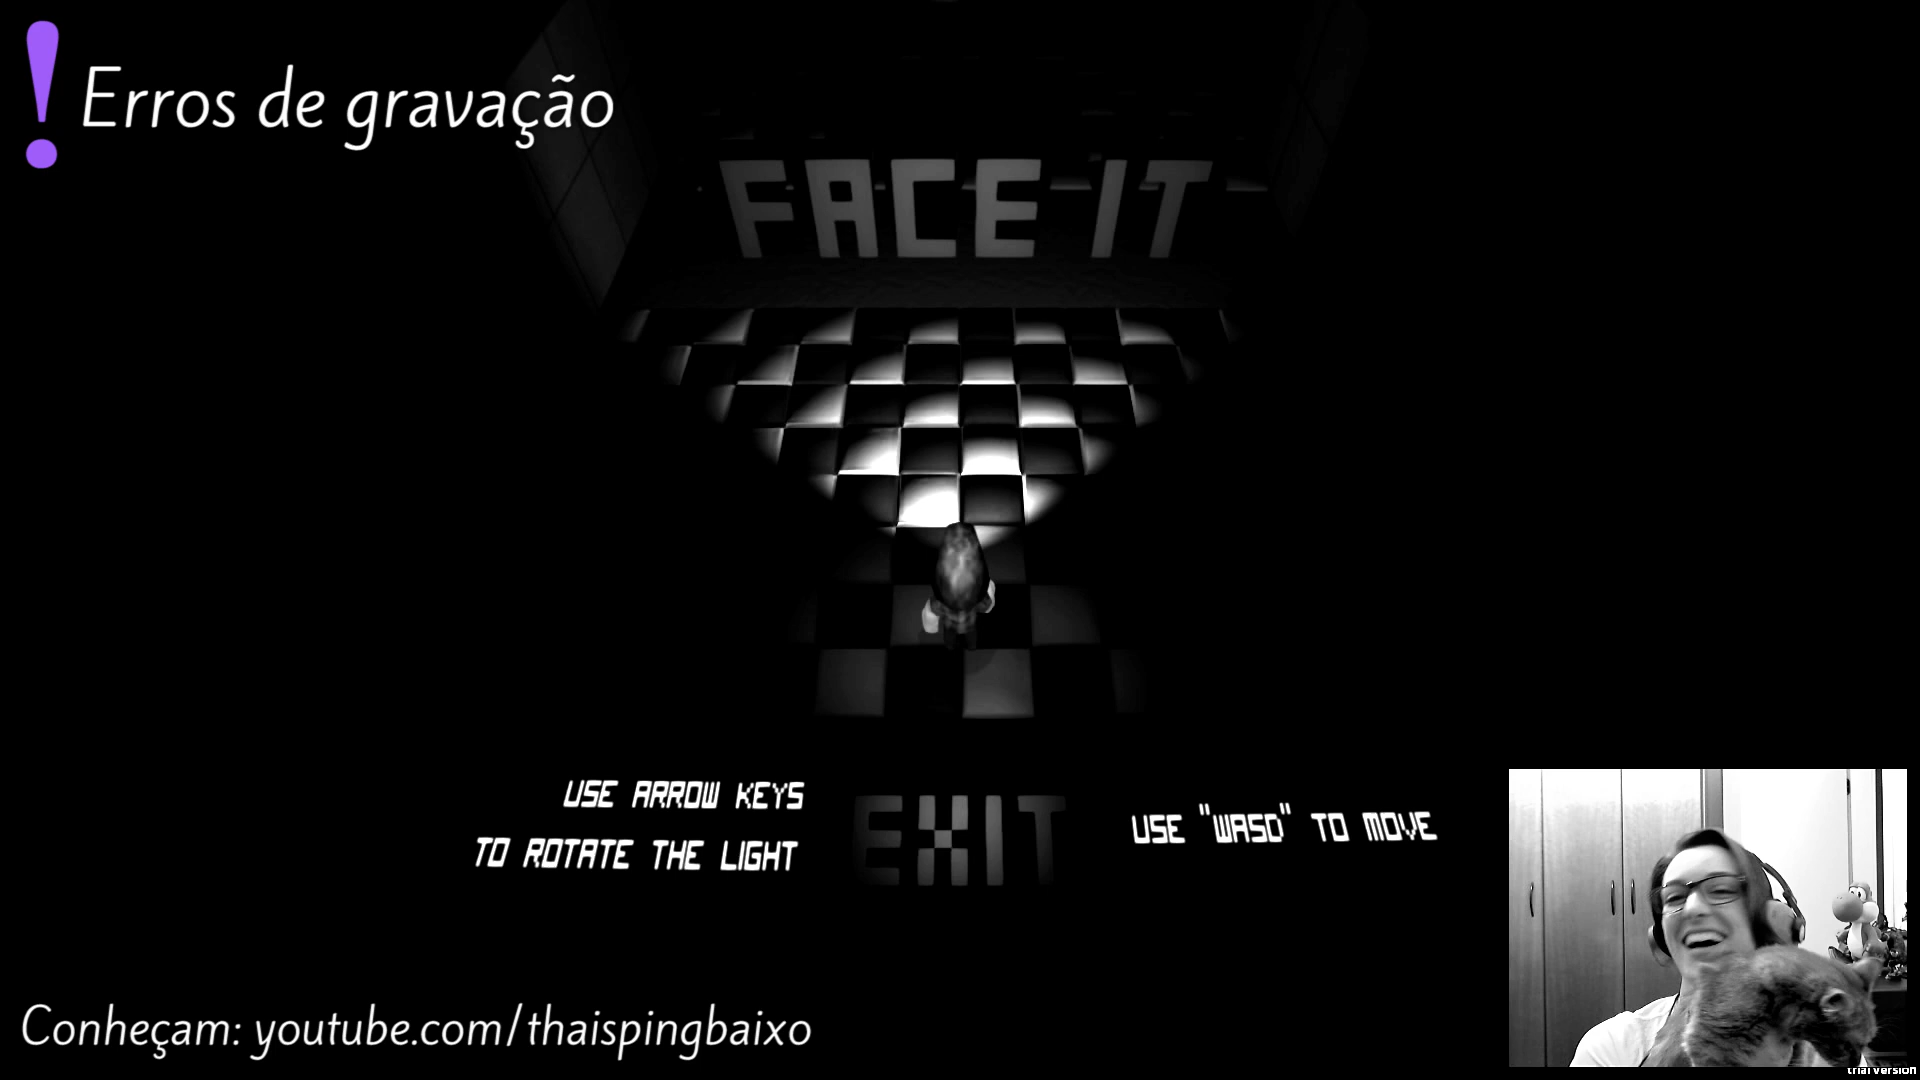 ! Erros de gravação
FACE IT
USE ARROW KEYS
TO ROTATE THE LIGHT
EXIT
USE "WASD" TO MOVE
Conheçam: youtube.com/thaispingbaixo
trial version